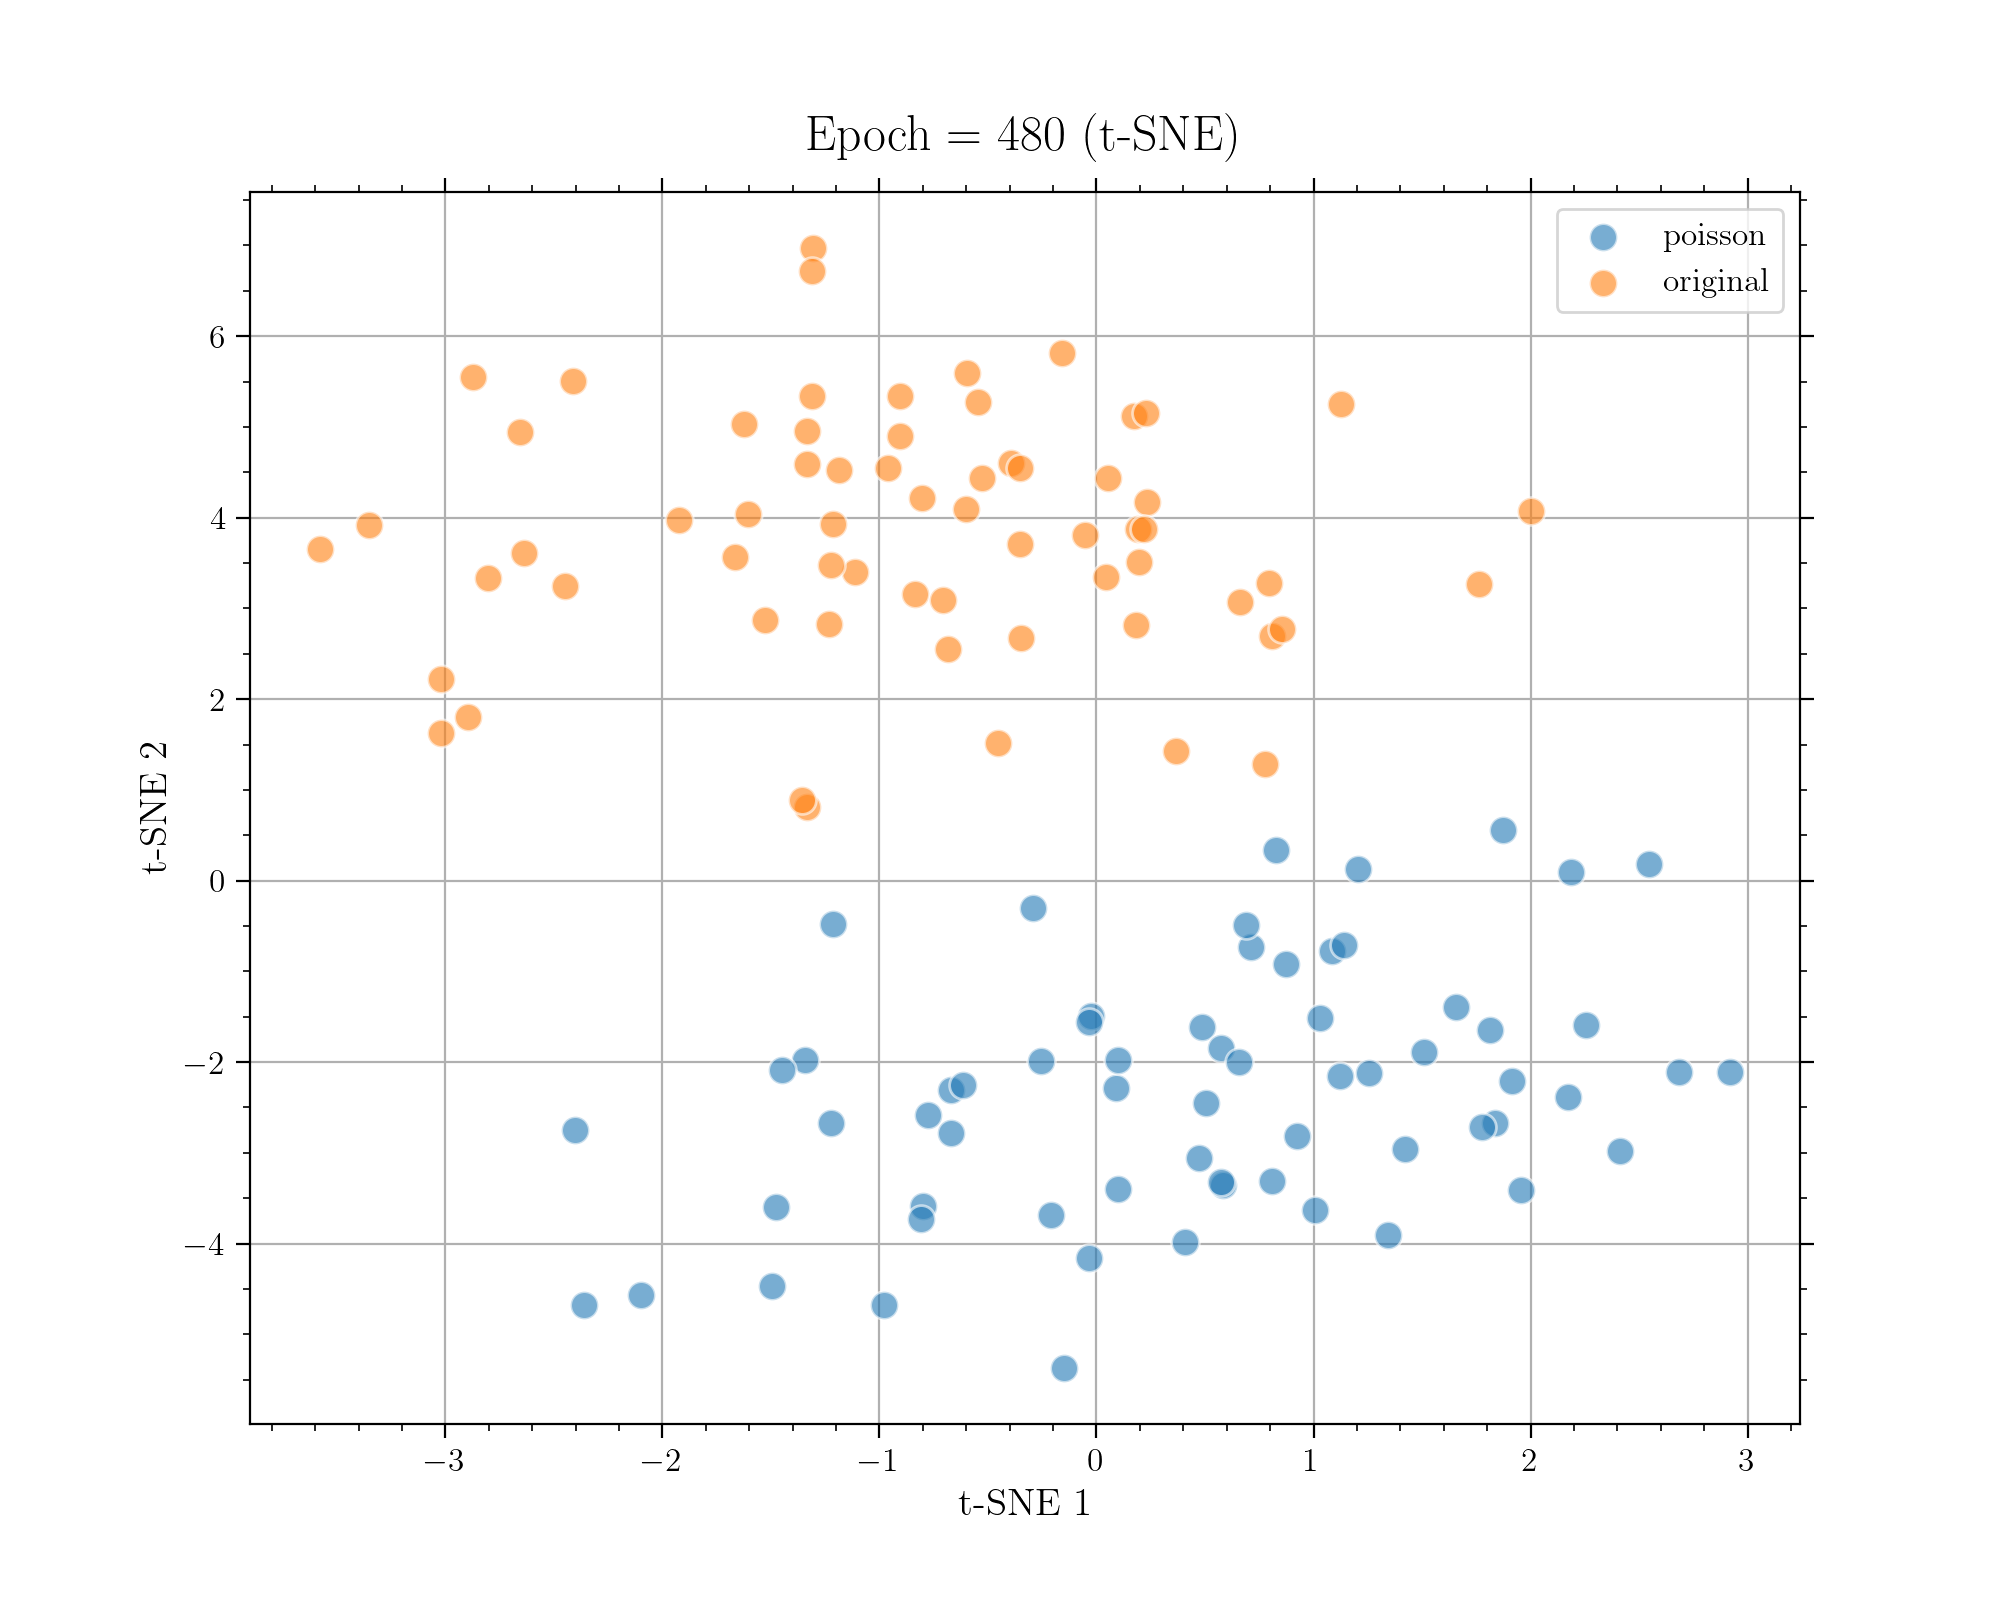 Epoch = 480 (t-SNE)
poisson
original
6
4
2
0
−2
−4
t-SNE 2
−3
−2
−1
0
1
2
3
t-SNE 1